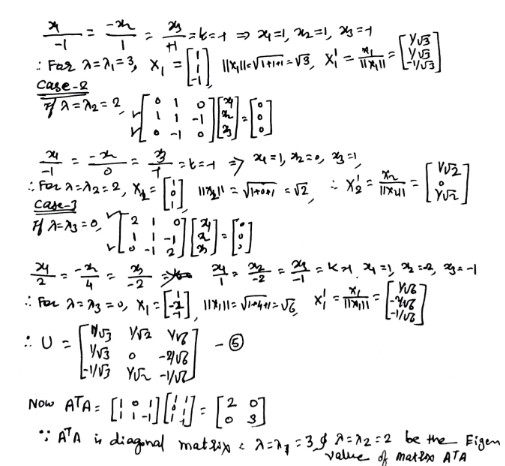 x₁/-1 = -x₂/1 = x₃/+1 = k=-1 ⇒ x₁=1, x₂=1, x₃=-1
∴ For λ=λ₁=3, X₁ = [1 1 -1] ||x₁||=√1+1+1=√3, X₁' = x₁/||x₁|| = [1/√3 1/√3 -1/√3]
Case-2
If λ=λ₂=2, [0 1 0; 1 1 -1; 0 -1 0] [x₁ x₂ x₃] = [0 0 0]
x₁/-1 = -x₂/0 = x₃/-1 = k=-1 ⇒ x₁=1, x₂=0, x₃=1
∴ For λ=λ₂=2, X₂ = [1 0 1] ||x₂|| = √1+0+1 = √2 ∴ X₂' = x₂/||x₂|| = [1/√2 0 1/√2]
Case-3
If λ=λ₃=0, [2 1 0; 1 1 -1; 0 -1 2] [x₁ x₂ x₃] = [0 0 0]
x₁/2 = -x₂/4 = x₃/-2 ⇒ x₁/1 = x₂/-2 = x₃/-1 = k=1 x₁=1, x₂=-2, x₃=-1
∴ For λ=λ₃=0, X₁ = [1 -2 -1], ||x₁|| = √1+4+1=√6 X₁' = x₁/||x₁|| = [1/√6 -2/√6 -1/√6]
∴ U = [1/√3 1/√2 1/√6; 1/√3 0 -2/√6; -1/√3 1/√2 -1/√6] - ⑤
Now AᵀA = [1 0 1; 1 1 -1] [1 1; 0 1; 1 -1] = [2 0; 0 3]
∵ AᵀA is diagonal matrix λ=λ₁=3 & λ=λ₂=2 be the Eigen
value of matrix AᵀA